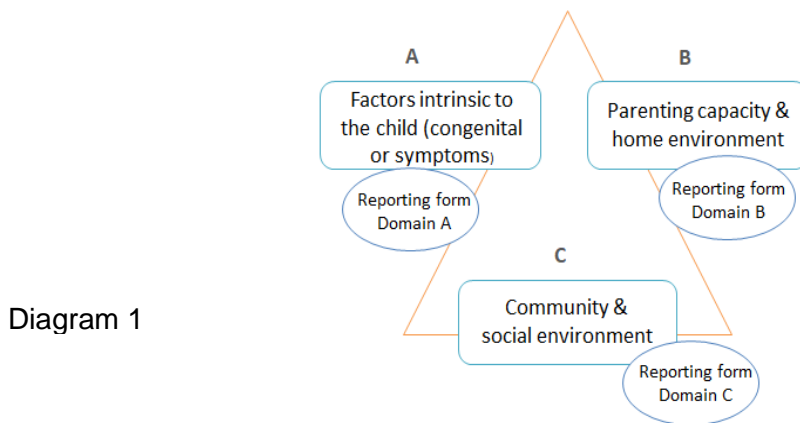 A
Factors intrinsic to
the child (congenital
or symptoms)
Reporting form
Domain A
B
Parenting capacity &
home environment
Reporting form
Domain B
C
Community &
social environment
Reporting form
Domain C
Diagram 1